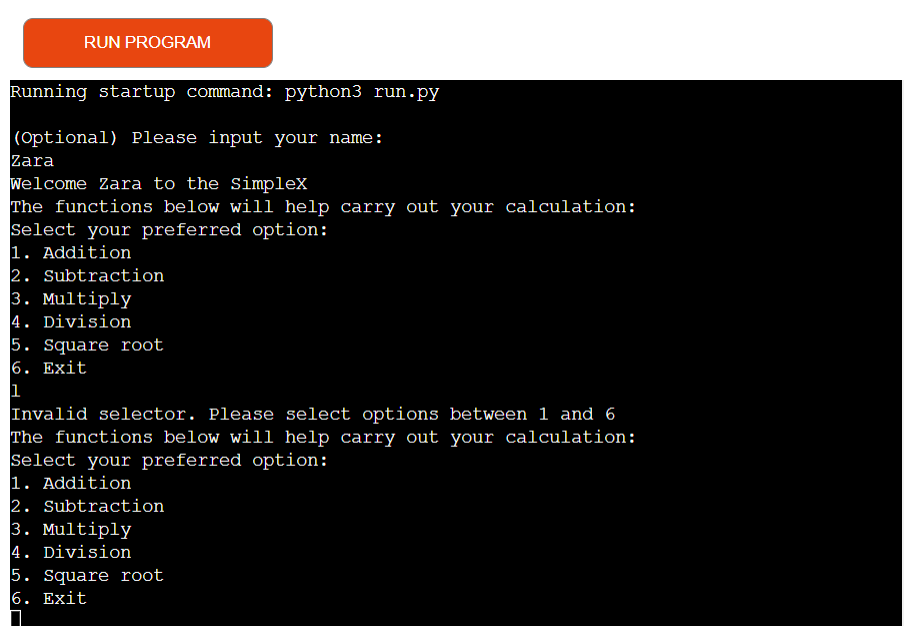 RUN PROGRAM
Running startup command: python3 run.py
(Optional) Please input your name:
Zara
Welcome Zara to the SimpleX
The functions below will help carry out your calculation:
Select your preferred option:
1. Addition
2. Subtraction
3. Multiply
4. Division
5. Square root
6. Exit
l
Invalid selector. Please select options between 1 and 6
The functions below will help carry out your calculation:
Select your preferred option:
1. Addition
2. Subtraction
3. Multiply
4. Division
5. Square root
6. Exit